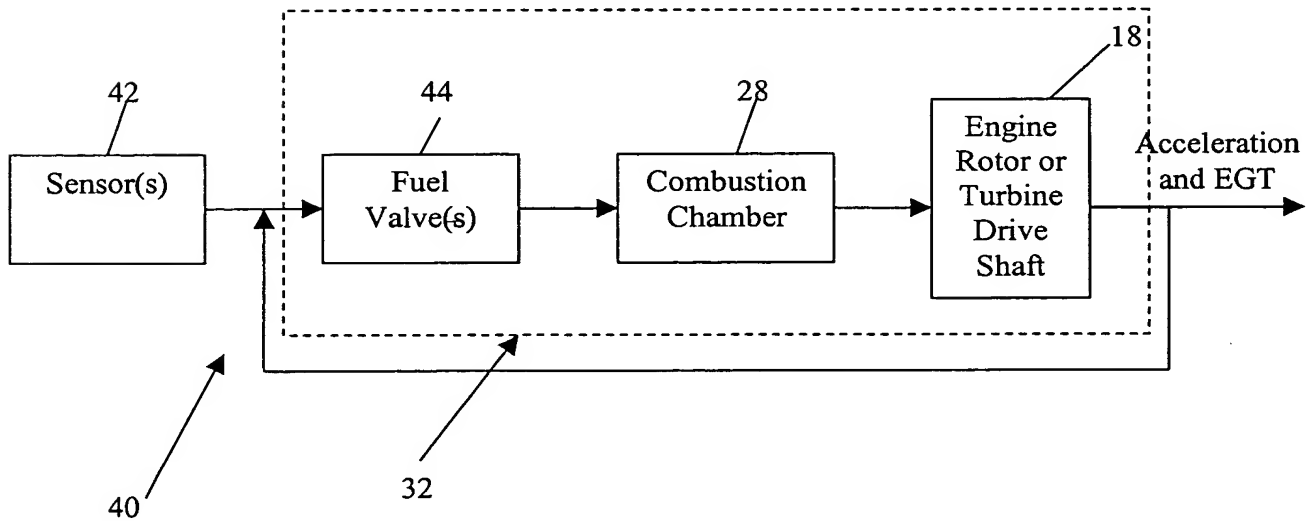 18
42
44
28
Sensor(s)
Fuel
Valve(s)
Combustion
Chamber
Engine
Rotor or
Turbine
Drive
Shaft
Acceleration
and EGT
40
32